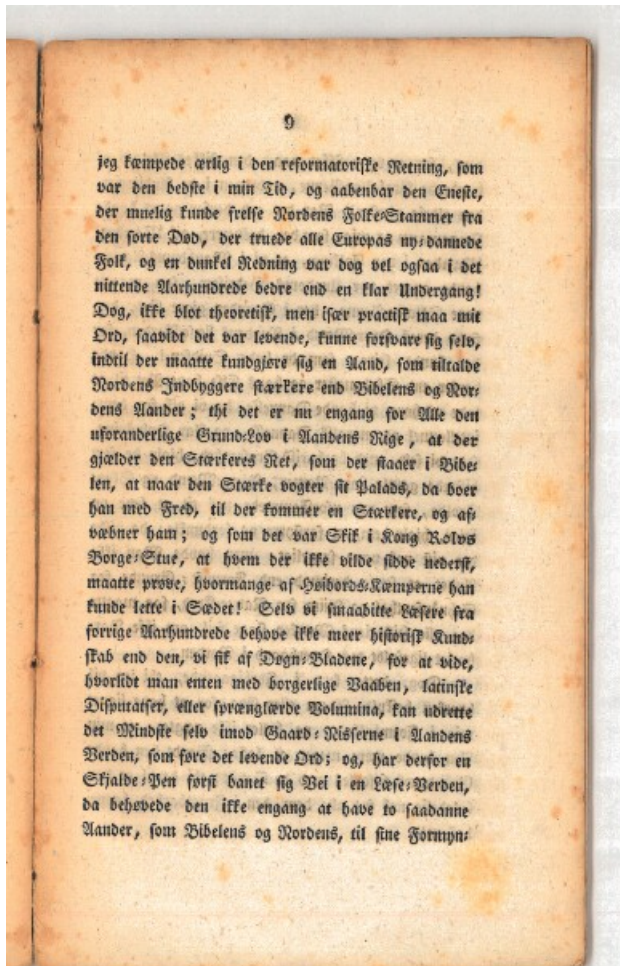 9
jeg kæmpede ærlig i den reformatoriske Retning, som
var den bedste i min Tid, og aabenbar den Eneste,
der muelig kunde frelse Nordens Folke-Stammer fra
den sorte Død, der truede alle Europas ny-dannede
Folk, og en dunkel Redning var dog vel ogsaa i det
nittende Aarhundrede bedre end en klar Undergang!
Dog, ikke blot theoretisk, men især practisk maa mit
Ord, saavidt det var levende, kunne forsvare sig selv,
indtil der maatte kundgjøre sig en Aand, som tiltalde
Nordens Indbyggere stærkere end Bibelens og Nor-
dens Aander; thi det er nu engang for Alle den
uforanderlige Grund-Lov i Aandens Rige, at der
gjælder den Stærkeres Ret, som der staaer i Bibe-
len, at naar den Stærke vogter sit Palads, da boer
han med Fred, til der kommer en Stærkere, og af-
væbner ham; og som det var Skik i Kong Rolvs
Borge-Stue, at hvem der ikke vilde sidde nederst,
maatte prøve, hvormange af Høibords-Kæmperne han
kunde lette i Sædet! Selv vi smaabitte Læsere fra
forrige Aarhundrede behøve ikke meer historisk Kund-
skab end den, vi fik af Døgn-Bladene, for at vide,
hvorlidt man enten med borgerlige Vaaben, latinske
Disputatser, eller sprænglærde Volumina, kan udrette
det Mindste selv imod Gaard-Nisserne i Aandens
Verden, som føre det levende Ord; og, har derfor en
Skjalde-Pen først banet sig Vei i en Læse-Verden,
da behøvede den ikke engang at have to saadanne
Aander, som Bibelens og Nordens, til sine Formyn-